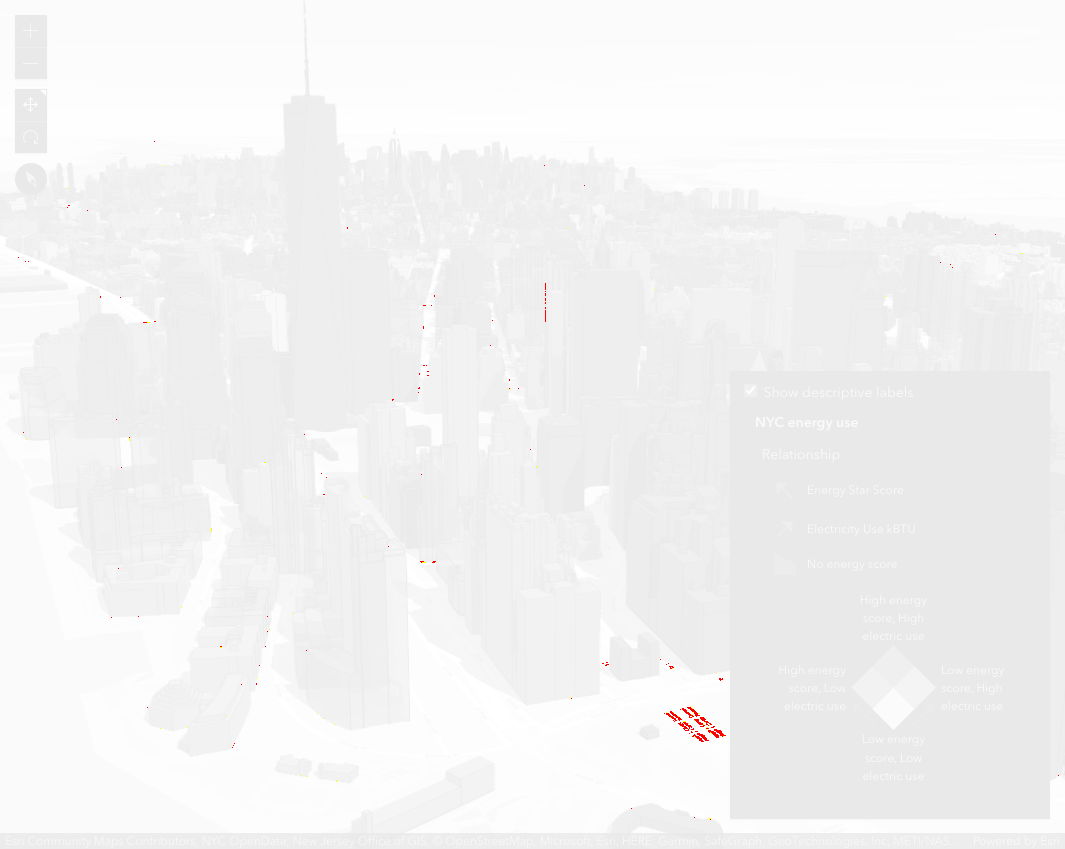 Show descriptive labels
NYC energy use
Relationship
Energy Star Score
Electricity Use kBTU
No energy score
High energy
score, High
electric use
High energy
score, Low
electric use
Low energy
score, High
electric use
Low energy
score, Low
electric use
Esri Community Maps Contributors, NYC OpenData, New Jersey Office of GIS, © OpenStreetMap, Microsoft, Esri, HERE, Garmin, SafeGraph, GeoTechnologies, Inc, METI/NAS... Powered by Esri